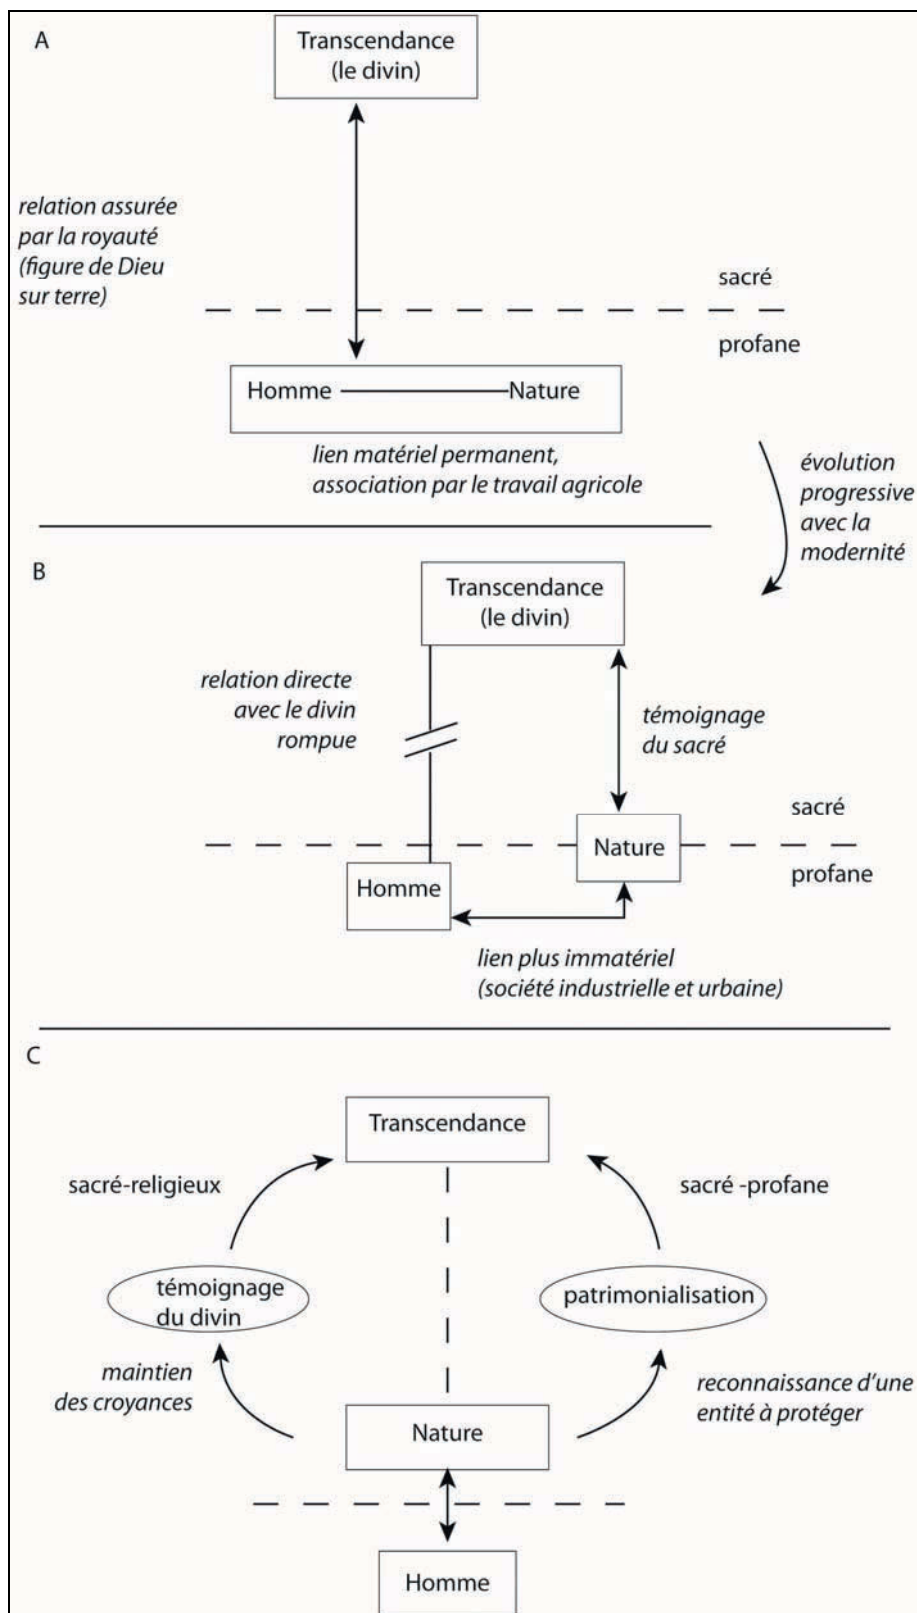 A
Transcendance
(le divin)
relation assurée
par la royauté
(figure de Dieu
sur terre)
sacré
profane
Homme
Nature
lien matériel permanent,
association par le travail agricole
évolution
progressive
avec la
modernité
B
Transcendance
(le divin)
relation directe
avec le divin
rompue
témoignage
du sacré
sacré
Nature
profane
Homme
lien plus immatériel
(société industrielle et urbaine)
C
Transcendance
sacré-religieux
sacré -profane
témoignage
du divin
patrimonialisation
maintien
des croyances
reconnaissance d'une
entité à protéger
Nature
Homme